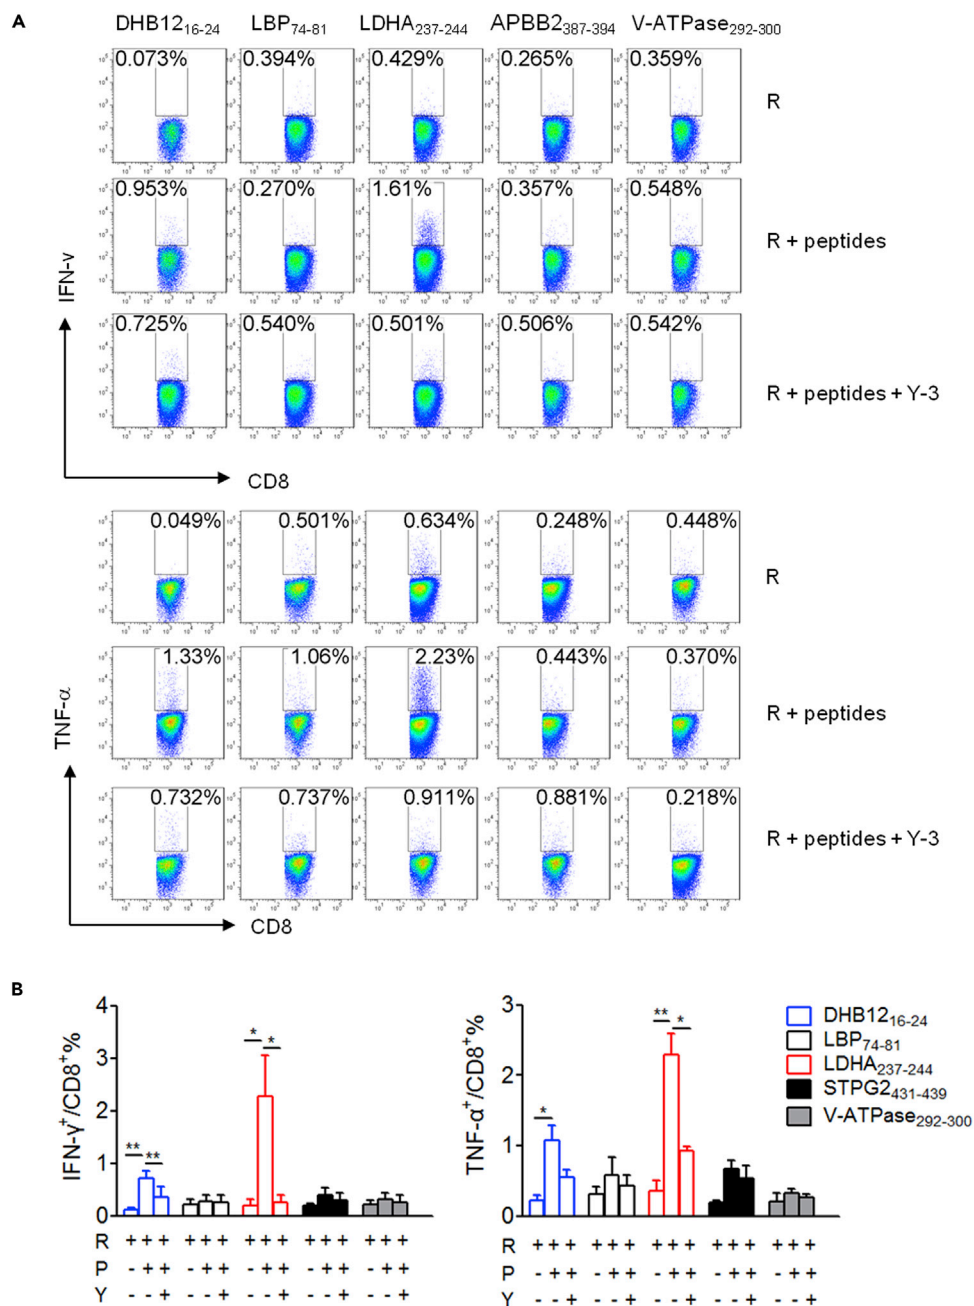 A
DHB12₁₆₋₂₄ LBP₇₄₋₈₁ LDHA₂₃₇₋₂₄₄ APBB2₃₈₇₋₃₉₄ V-ATPase₂₉₂₋₃₀₀
0.073% 0.394% 0.429% 0.265% 0.359%
R
0.953% 0.270% 1.61% 0.357% 0.548%
R + peptides
0.725% 0.540% 0.501% 0.506% 0.542%
R + peptides + Y-3
IFN-v
CD8
0.049% 0.501% 0.634% 0.248% 0.448%
R
1.33% 1.06% 2.23% 0.443% 0.370%
R + peptides
0.732% 0.737% 0.911% 0.881% 0.218%
R + peptides + Y-3
TNF-α
CD8
B
IFN-γ⁺/CD8⁺%
4
3
2
1
0
** **
* *
R + + + + + + + + + + + + + + +
P - + + - + + - + + - + + - + +
Y - - + - - + - - + - - + - - +
TNF-α⁺/CD8⁺%
3
2
1
0
*
** *
R + + + + + + + + + + + + + + +
P - + + - + + - + + - + + - + +
Y - - + - - + - - + - - + - - +
DHB12₁₆₋₂₄
LBP₇₄₋₈₁
LDHA₂₃₇₋₂₄₄
STPG2₄₃₁₋₄₃₉
V-ATPase₂₉₂₋₃₀₀